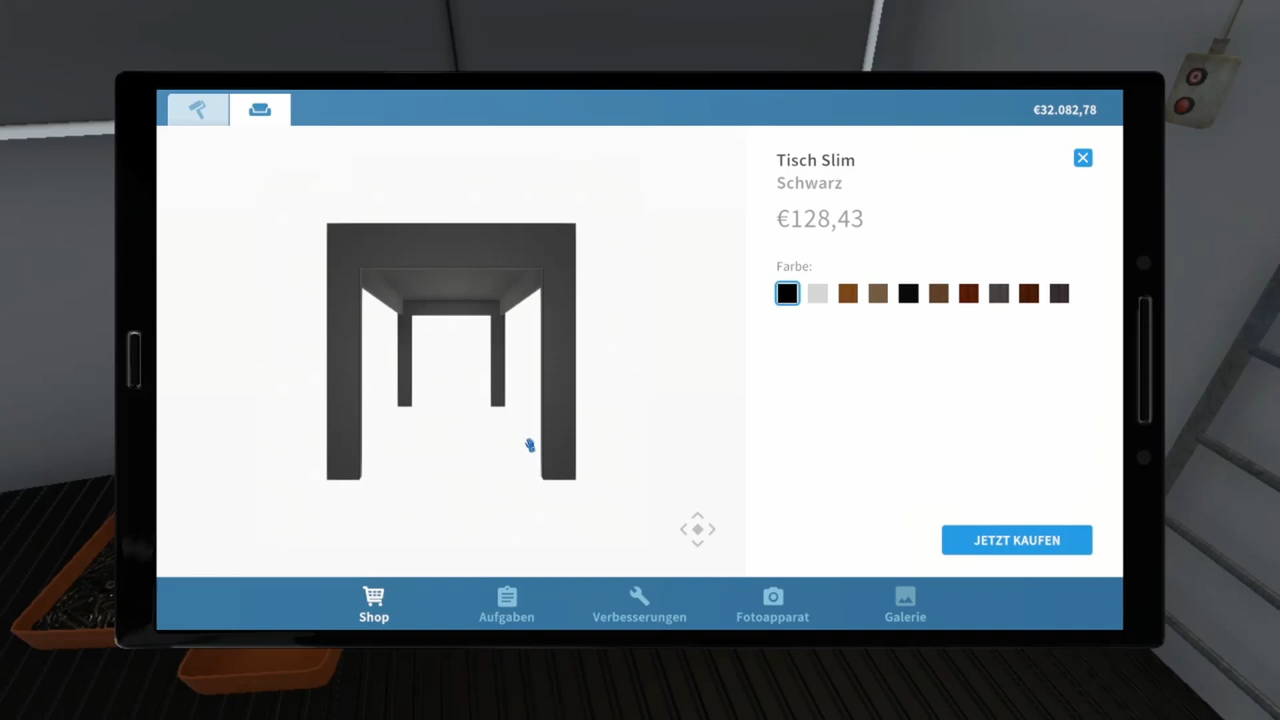 €32.082,78
Tisch Slim
Schwarz
€128,43
Farbe:
JETZT KAUFEN
Shop
Aufgaben
Verbesserungen
Fotoapparat
Galerie